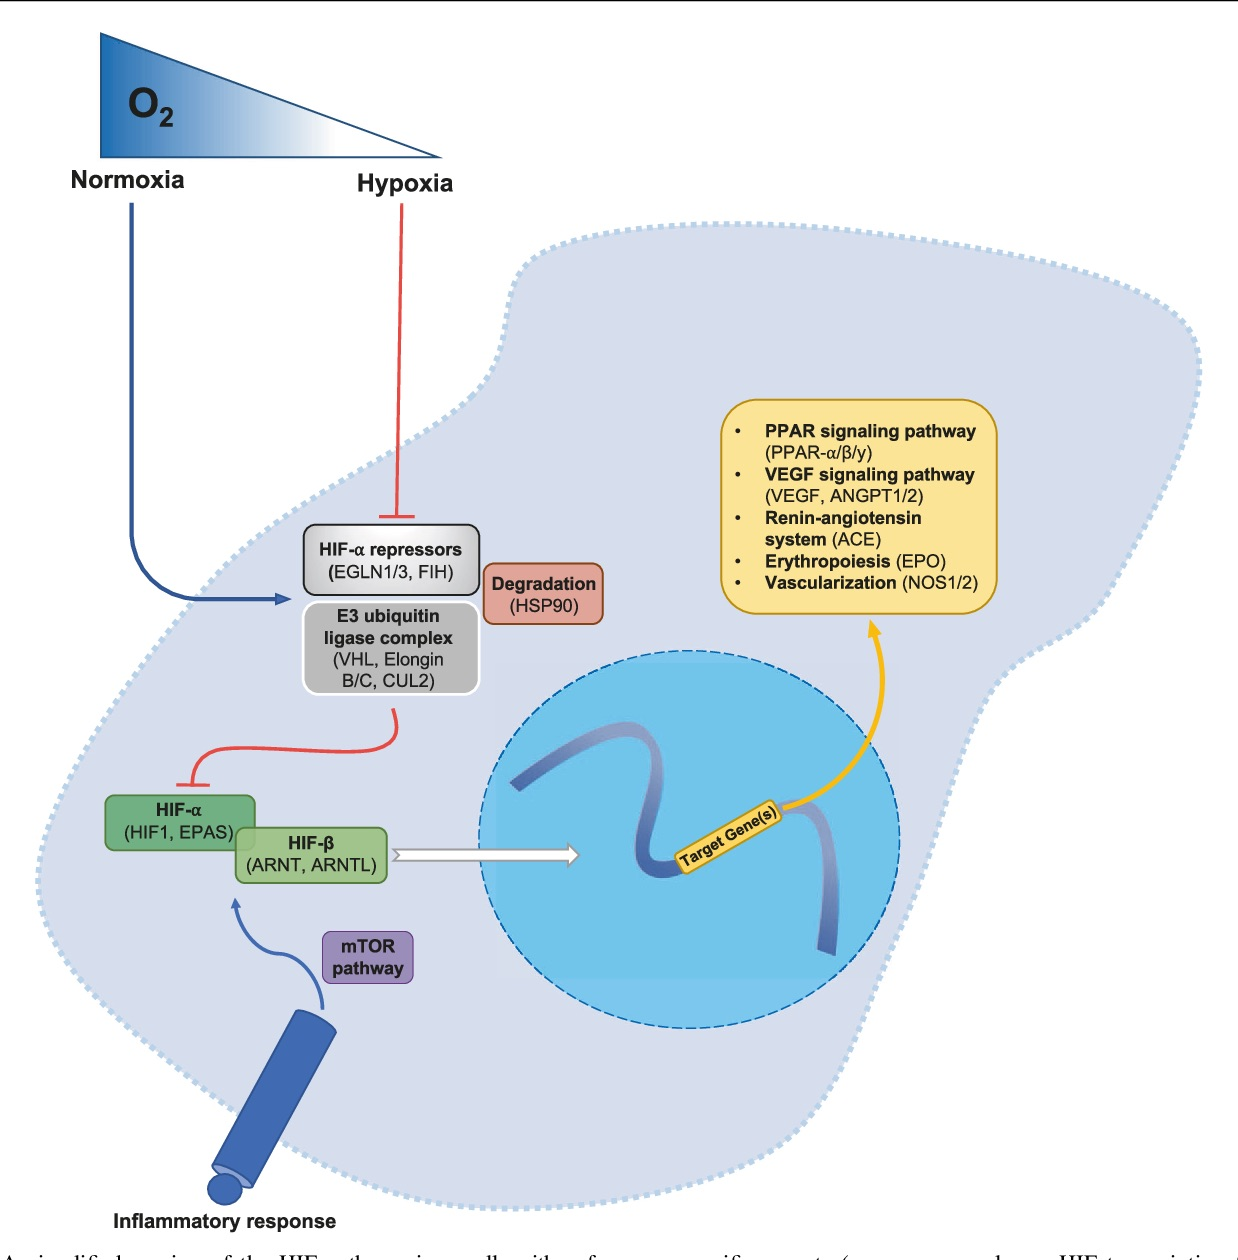 O2
Normoxia
Hypoxia
HIF-α repressors
(EGLN1/3, FIH)
Degradation
(HSP90)
E3 ubiquitin
ligase complex
(VHL, Elongin
B/C, CUL2)
• PPAR signaling pathway
(PPAR-α/β/y)
• VEGF signaling pathway
(VEGF, ANGPT1/2)
• Renin-angiotensin
system (ACE)
• Erythropoiesis (EPO)
• Vascularization (NOS1/2)
HIF-α
(HIF1, EPAS)
HIF-β
(ARNT, ARNTL)
Target Gene(s)
mTOR
pathway
Inflammatory response